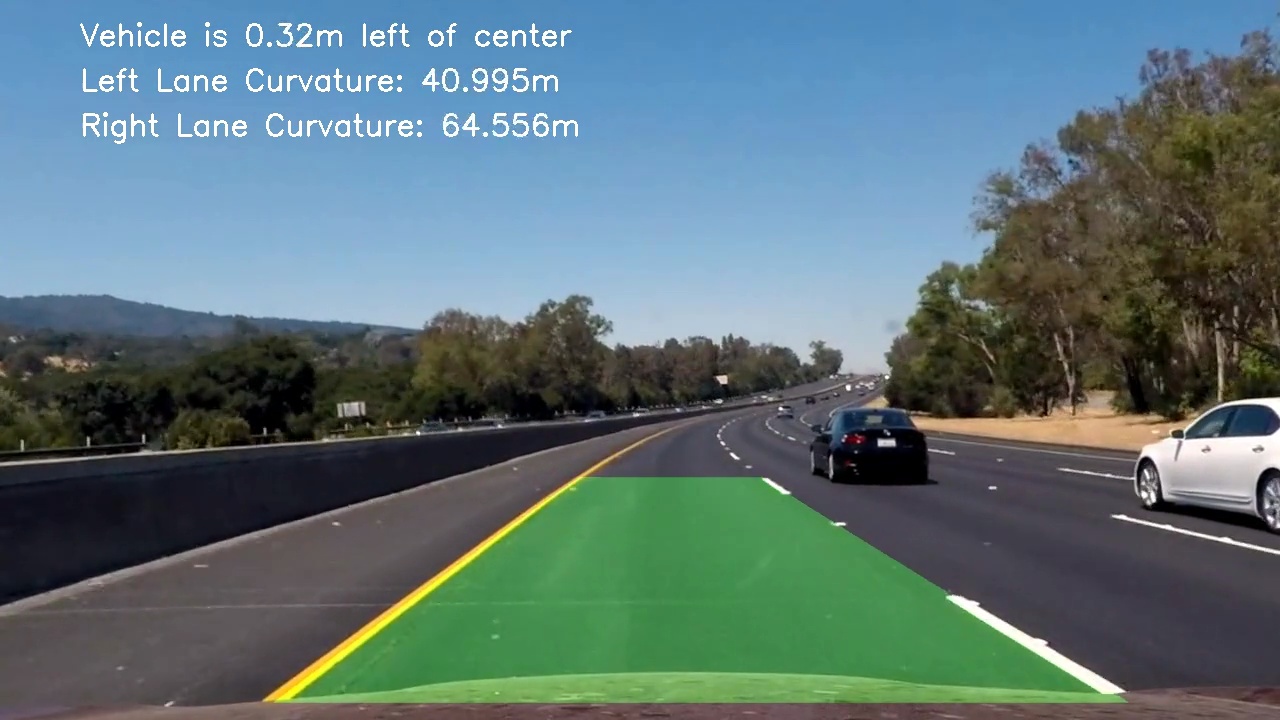 Vehicle is 0.32m left of center
Left Lane Curvature: 40.995m
Right Lane Curvature: 64.556m